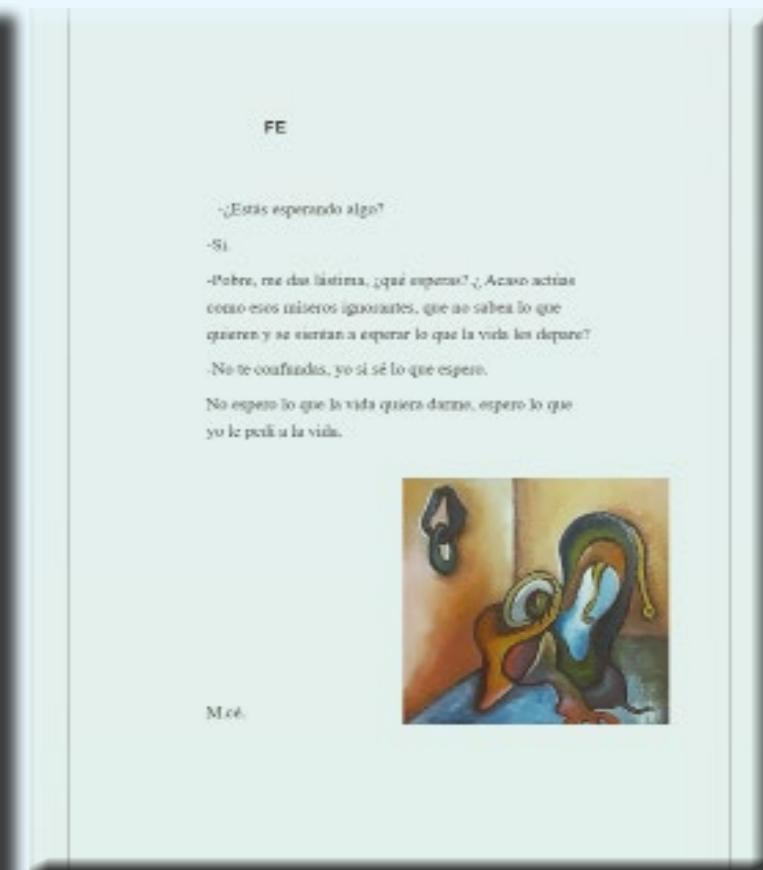 FE
-¿Estás esperando algo?
-Si.
-Pobre, me das lástima, ¿qué esperas? ¿ Acaso actúas
como esos míseros ignorantes, que no saben lo que
quieren y se sientan a esperar lo que la vida les depare?
-No te confundas, yo si sé lo que espero.
No espero lo que la vida quiera darme, espero lo que
yo le pedí a la vida.
M.cé.